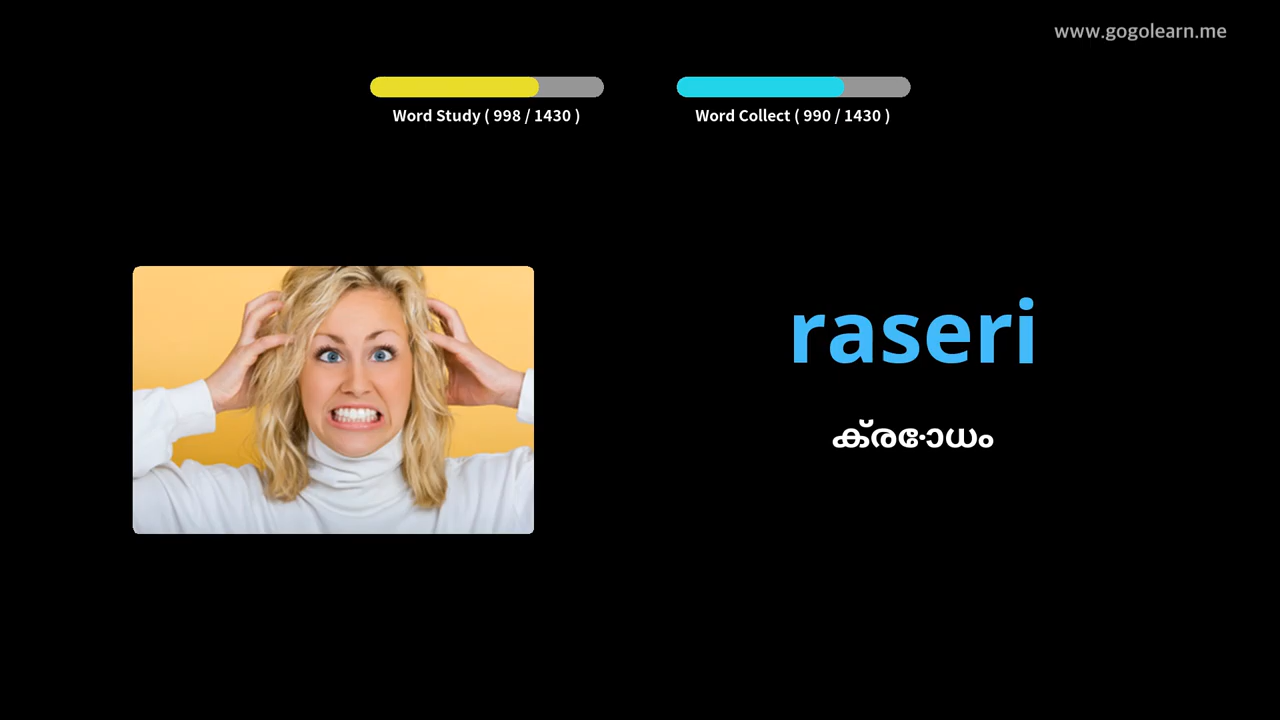 www.gogolearn.me
Word Study ( 998 / 1430 )
Word Collect ( 990 / 1430 )
raseri
ക്രോധം